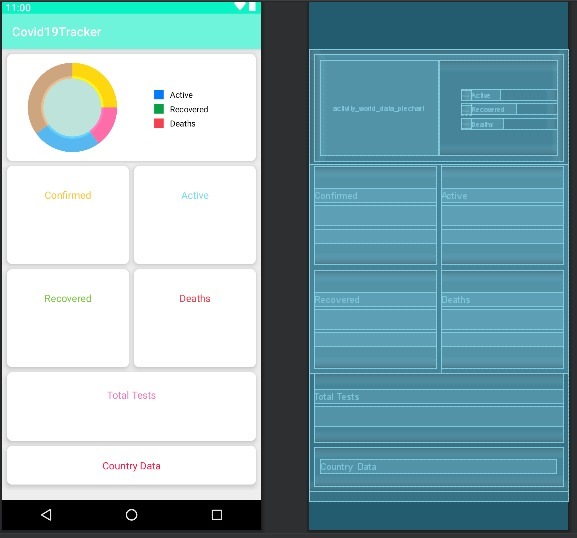 11:00
Covid19Tracker
Active
Recovered
Deaths
Confirmed
Active
Recovered
Deaths
Total Tests
Country Data
activity_world_data_piechart
Active
Recovered
Deaths
Confirmed
Active
Recovered
Deaths
Total Tests
Country Data